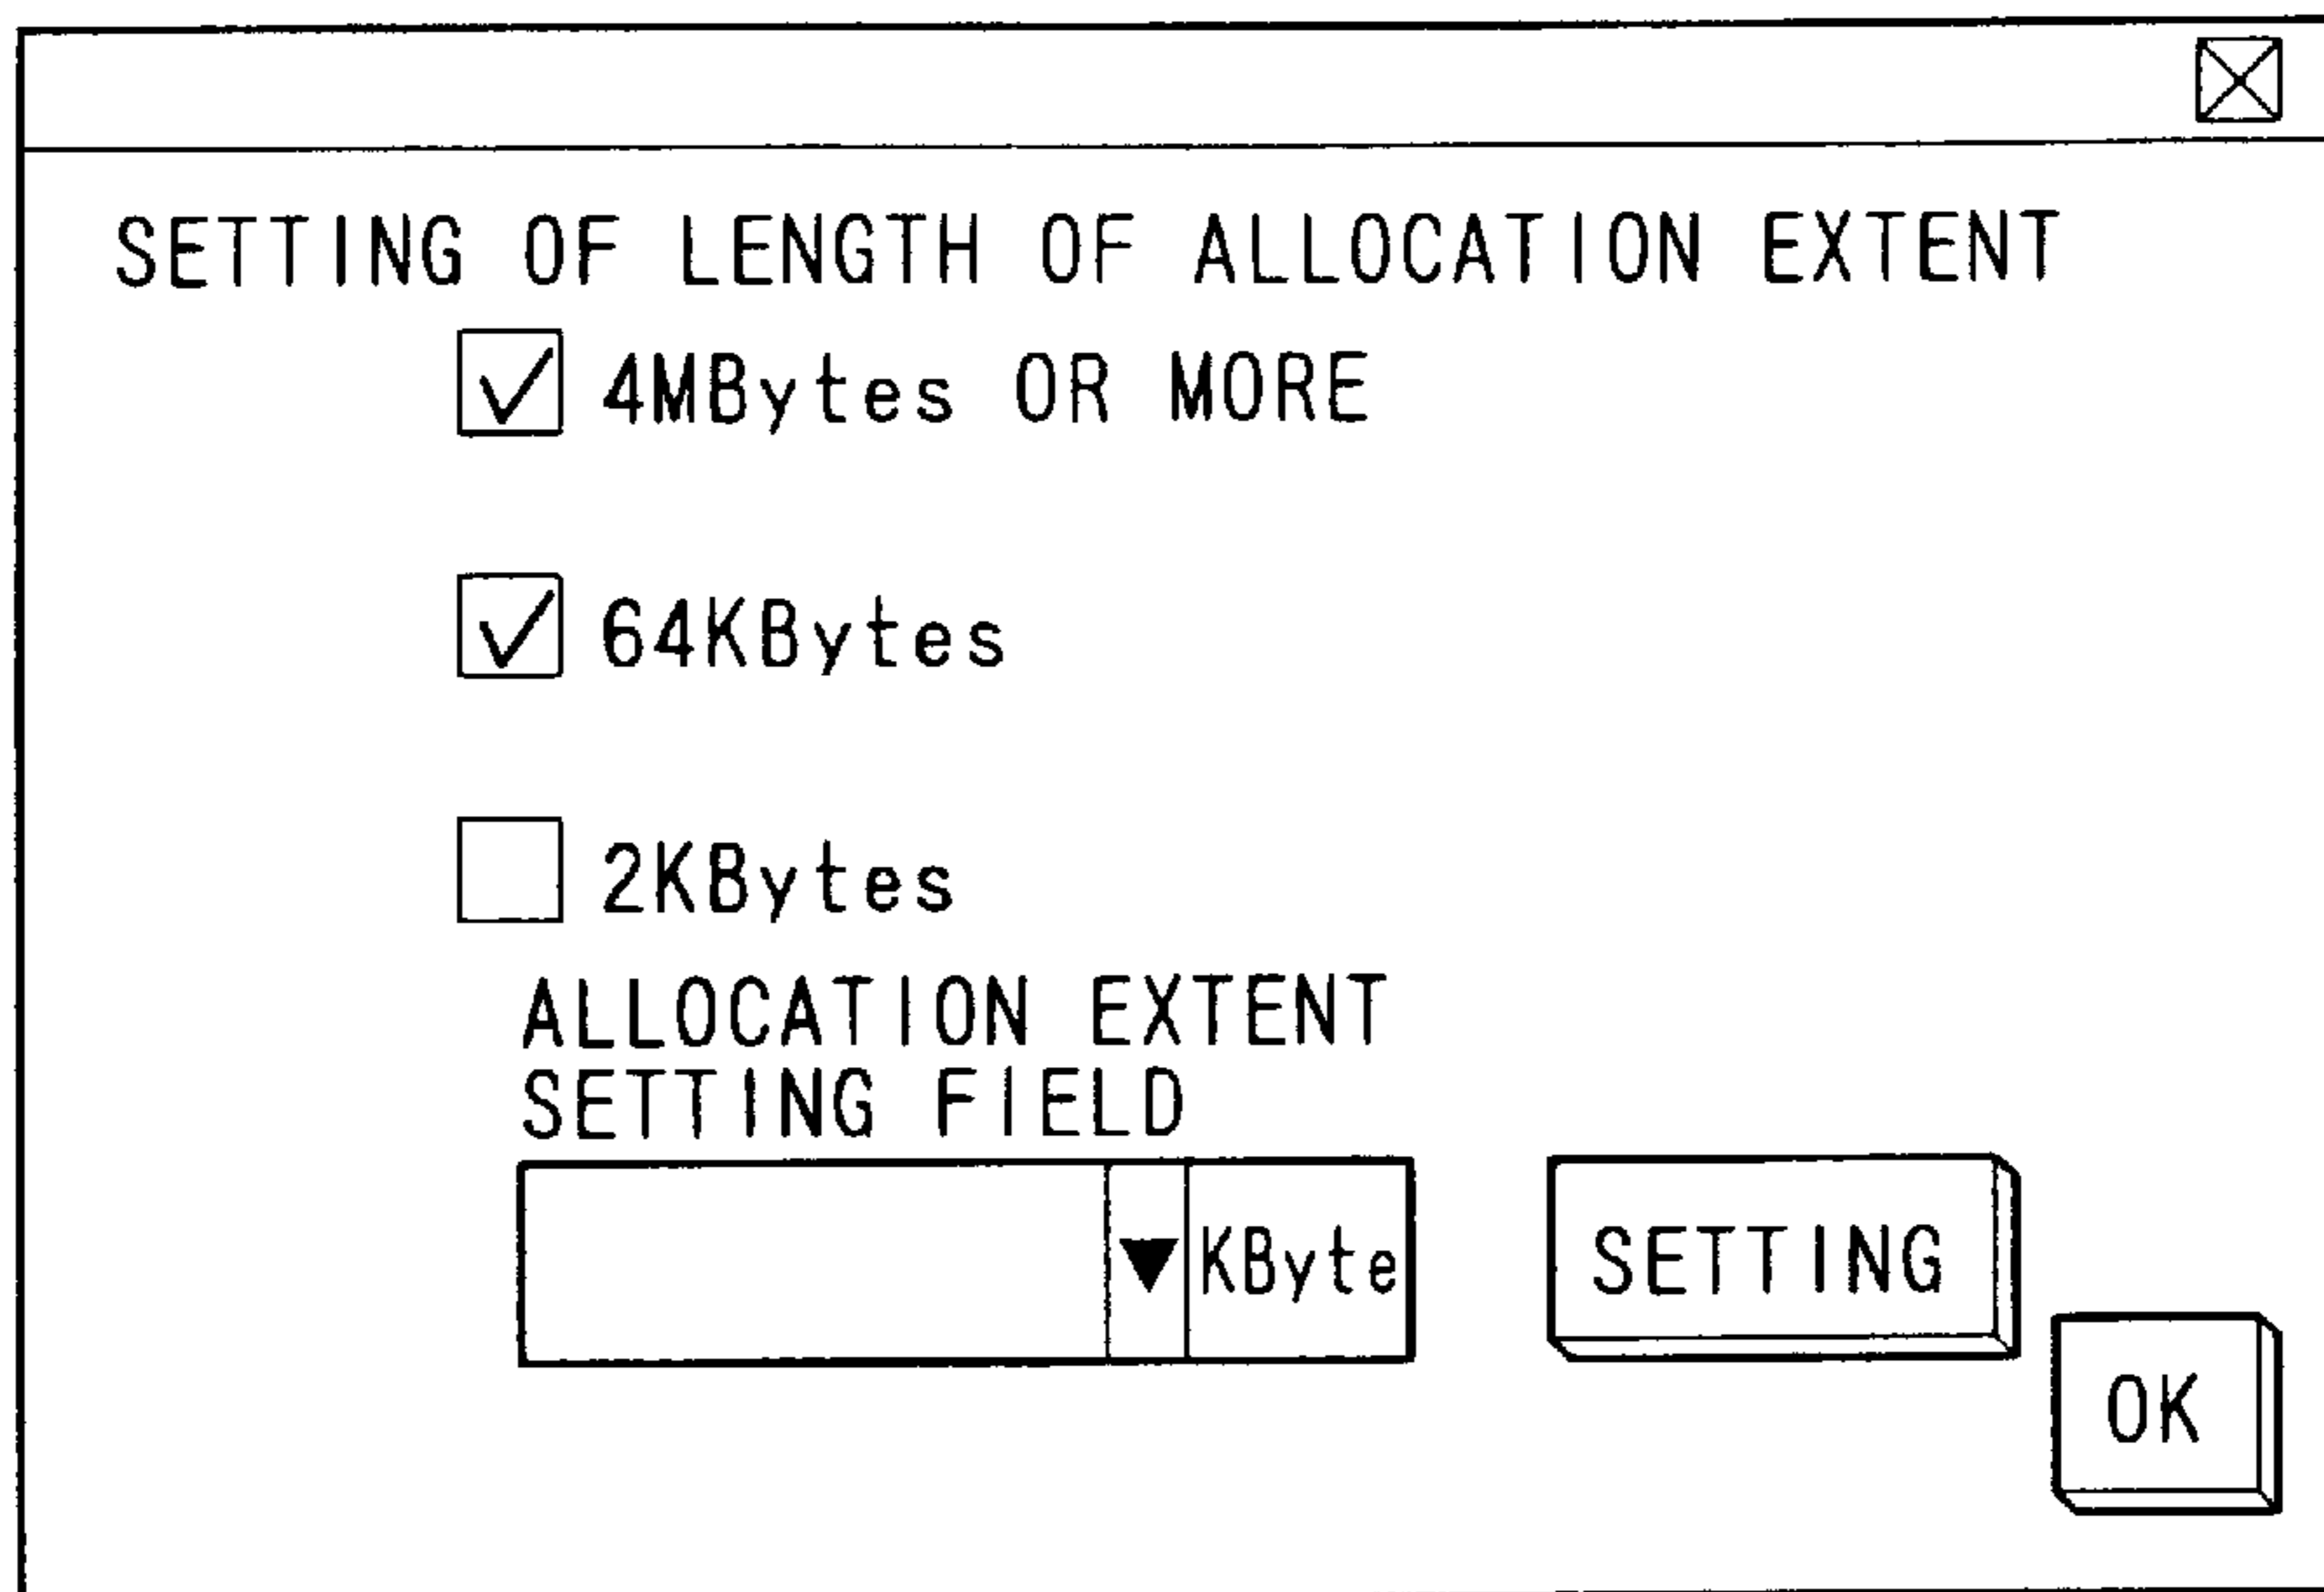 SETTING OF LENGTH OF ALLOCATION EXTENT
4MBytes OR MORE
64KBytes
2KBytes
ALLOCATION EXTENT
SETTING FIELD
KByte
SETTING
OK